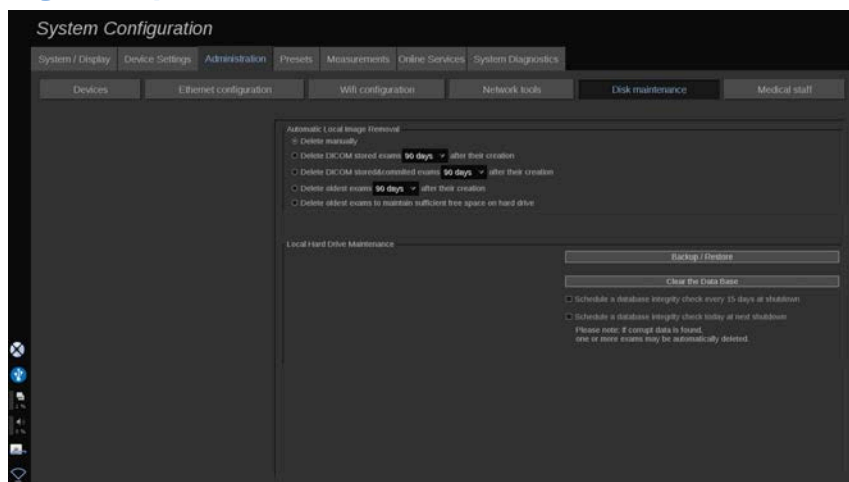 System Configuration
System / Display Device Settings Administration Presets Measurements Online Services System Diagnostics
Devices Ethernet configuration Wifi configuration Network tools Disk maintenance Medical staff
Automatic Local Image Removal
Delete manually
Delete DICOM stored exams 90 days after their creation
Delete DICOM stored&commited exams 90 days after their creation
Delete oldest exams 90 days after their creation
Delete oldest exams to maintain sufficient free space on hard drive
Local Hard Drive Maintenance
Backup / Restore
Clear the Data Base
Schedule a database integrity check every 15 days at shutdown
Schedule a database integrity check today at next shutdown
Please note: if corrupt data is found,
one or more exams may be automatically deleted.